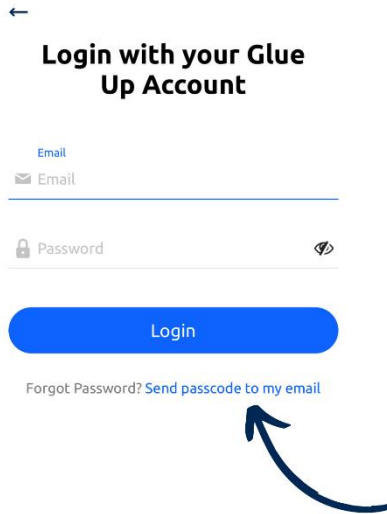 Login with your Glue
Up Account
Email
Email
Password
Login
Forgot Password? Send passcode to my email